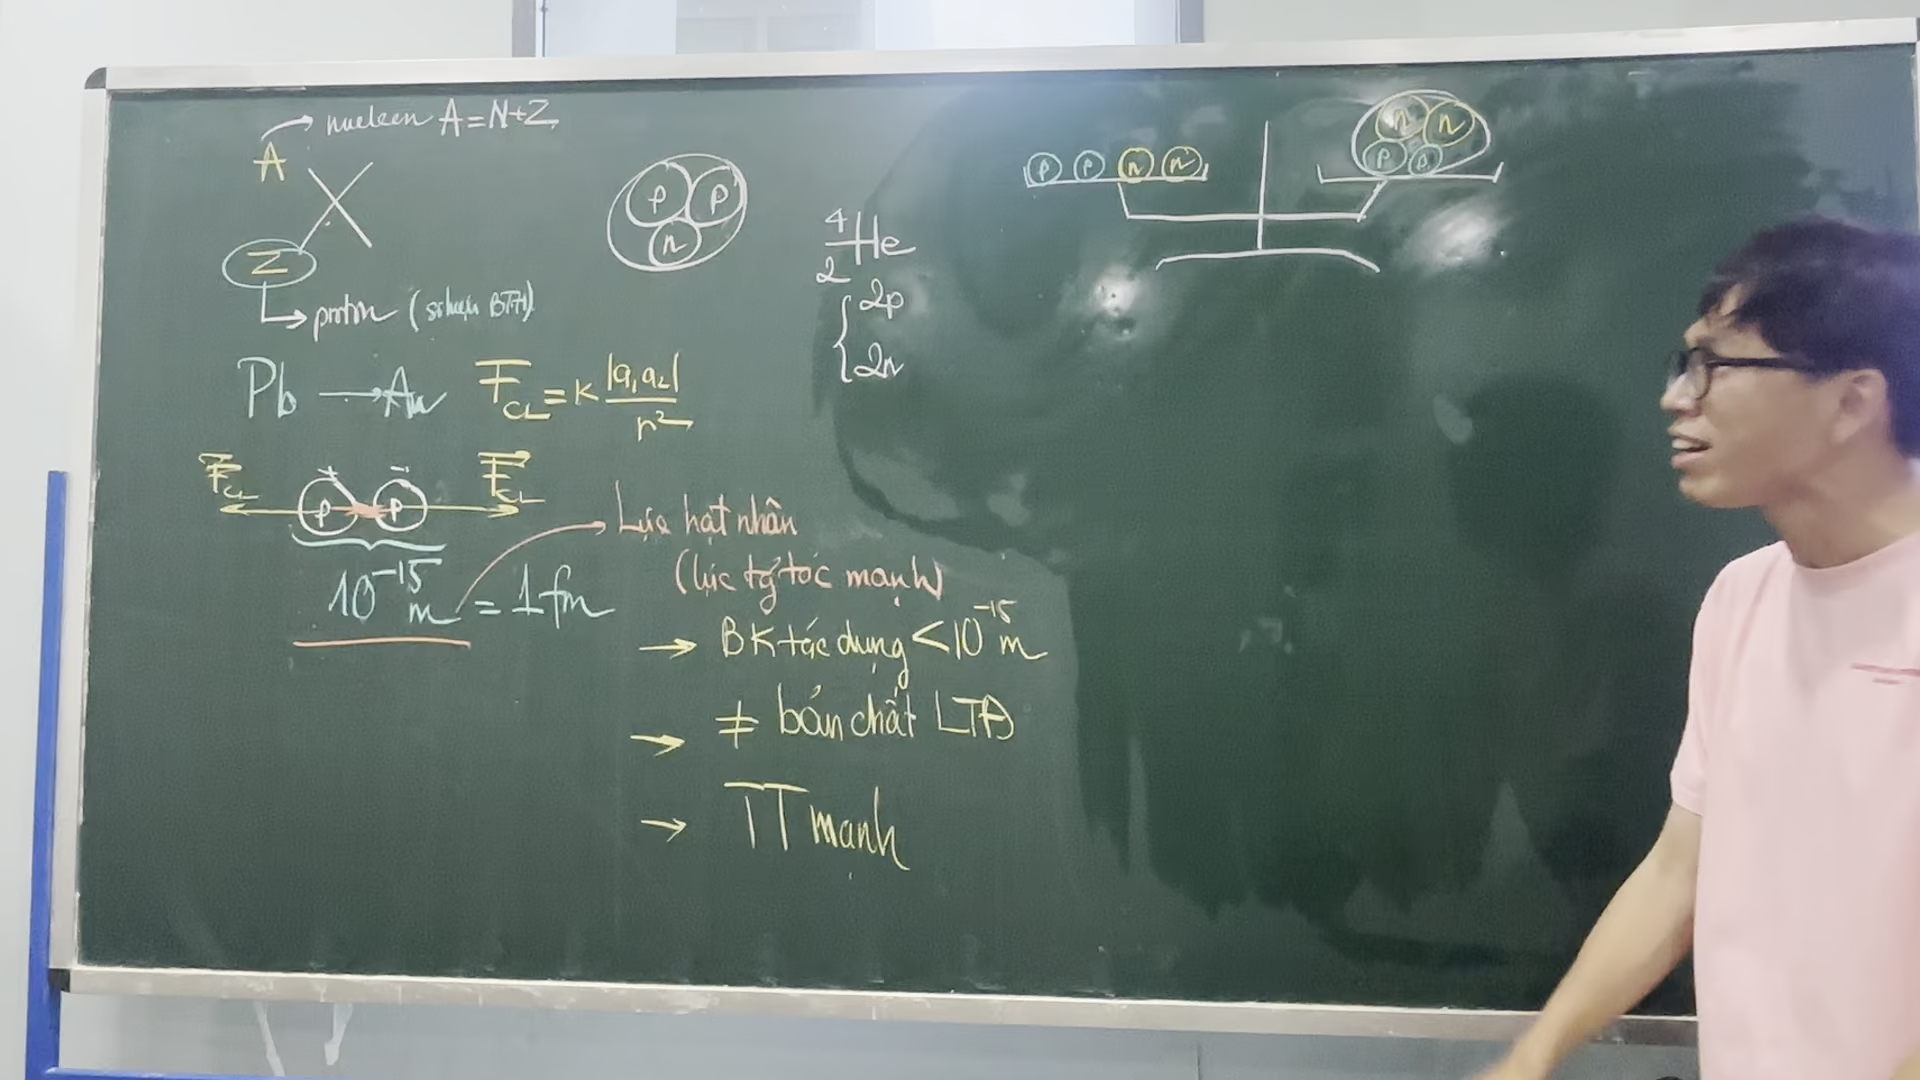 nucleon A=N+Z
A
X
Z
proton (số hiệu BTH)
p p
n
4
He
2
2p
2n
p p n n
n n
p p
Pb → Au
F_CL = K |q₁q₂| / r²
F_CL p p F_CL
10⁻¹⁵ m = 1 fm
Lực hạt nhân
(lực tg tác mạnh)
→ BK tác dụng < 10⁻¹⁵ m
→ ≠ bản chất LTĐ
→ TT mạnh